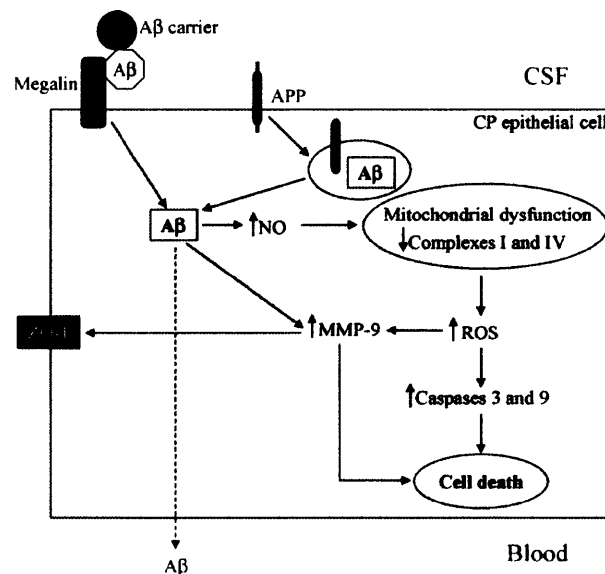 Aβ carrier
Aβ
Megalin
APP
CSF
CP epithelial cell
Aβ
Aβ
↑NO
Mitochondrial dysfunction
↓Complexes I and IV
↑MMP-9
↑ROS
↑Caspases 3 and 9
Cell death
Aβ
Blood